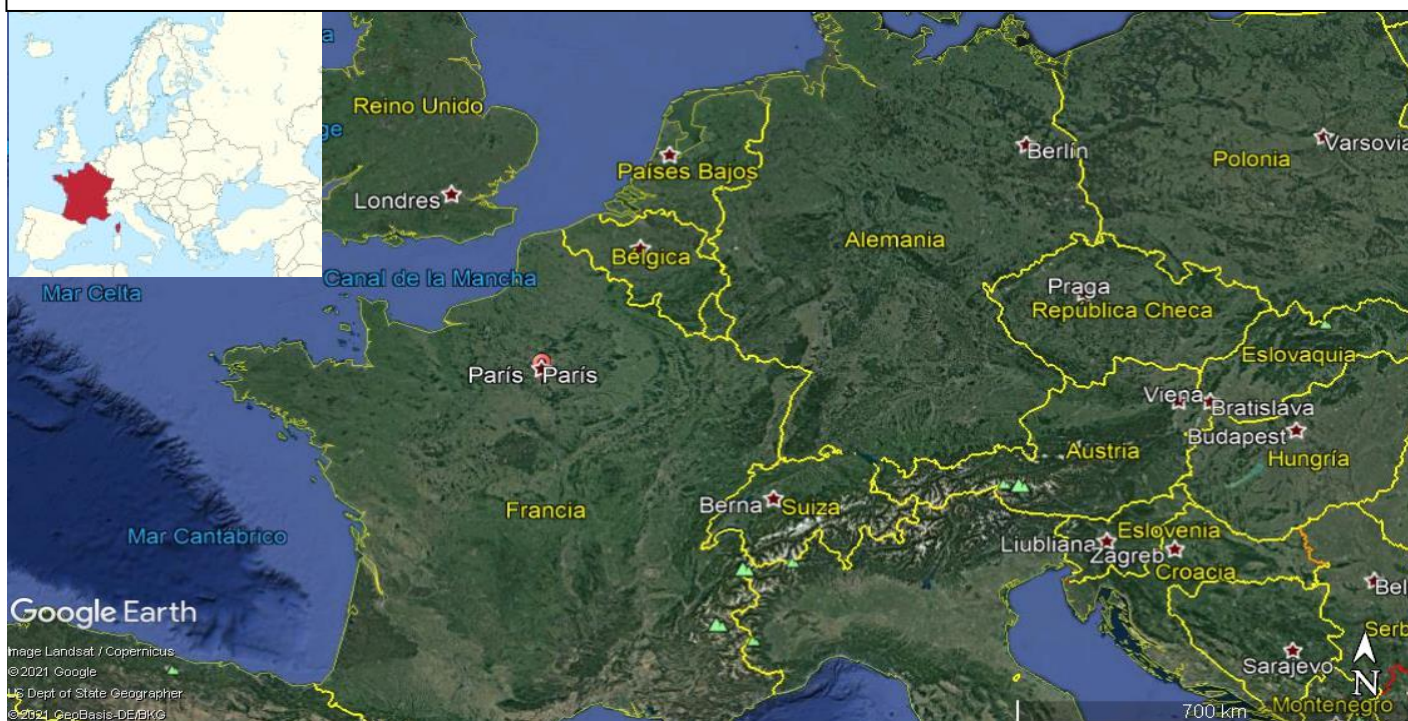 Reino Unido
Londres
Países Bajos
Bélgica
Berlín
Alemania
Polonia
Varsovia
Mar Celta
Canal de la Mancha
Praga
República Checa
Eslovaquia
París París
Viena
Bratislava
Budapest
Hungría
Austria
Francia
Berna
Suiza
Mar Cantábrico
Liubliana
Eslovenia
Zagreb
Croacia
Bel
Serb
Sarajevo
Montenegro
N
700 km
Google Earth
Image Landsat / Copernicus
©2021 Google
US Dept of State Geographer
©2021 GeoBasis-DE/BKG